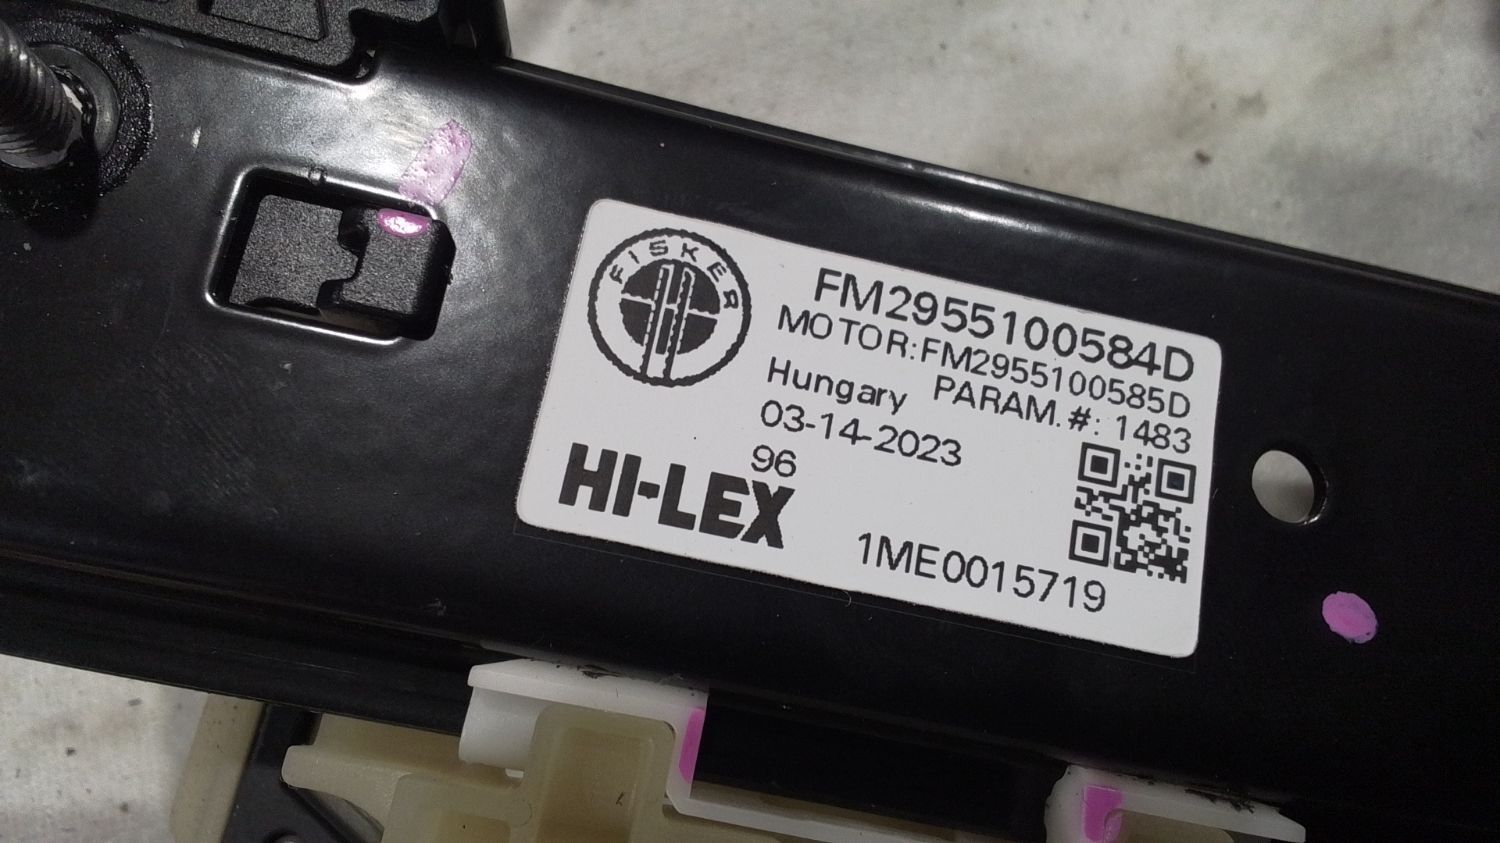 FISKER
FM2955100584D
MOTOR:FM2955100585D
Hungary PARAM.#: 1483
03-14-2023
96
HI-LEX
1ME0015719